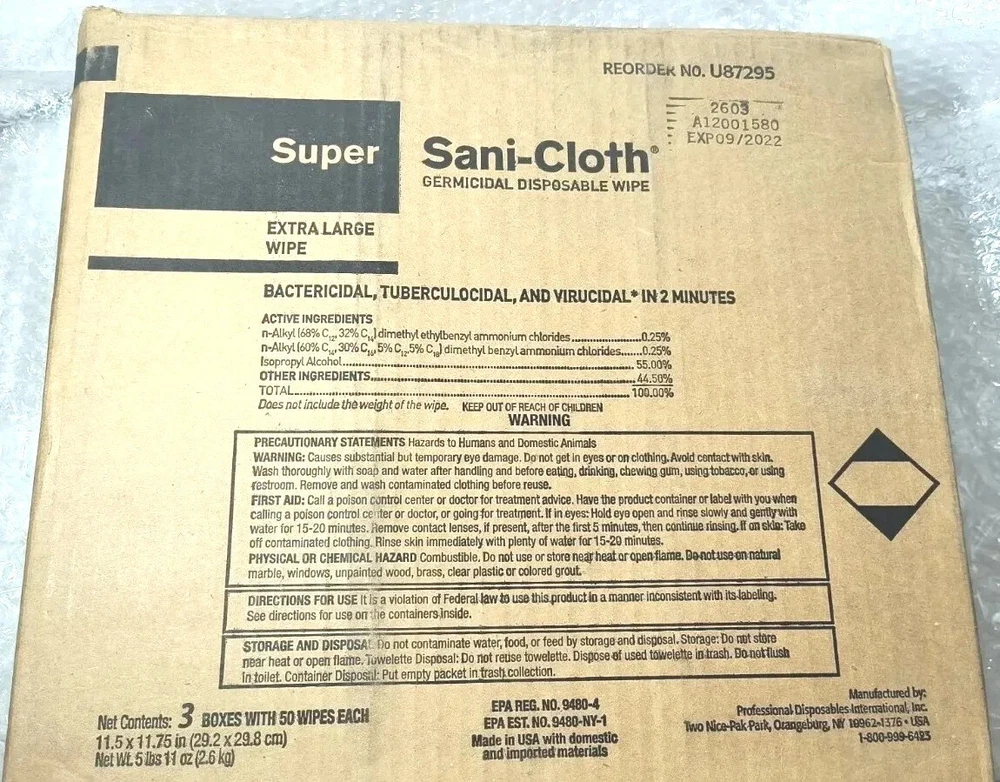 REORDER NO. U87295
2603
A12001580
EXP09/2022
Super Sani-Cloth®
GERMICIDAL DISPOSABLE WIPE
EXTRA LARGE
WIPE
BACTERICIDAL, TUBERCULOCIDAL, AND VIRUCIDAL* IN 2 MINUTES
ACTIVE INGREDIENTS
n-Alkyl (68% C12, 32% C14) dimethyl ethylbenzyl ammonium chlorides....................0.25%
n-Alkyl (60% C14, 30% C16, 5% C12, 5% C18) dimethyl benzyl ammonium chlorides......0.25%
Isopropyl Alcohol....................55.00%
OTHER INGREDIENTS....................44.50%
TOTAL....................100.00%
Does not include the weight of the wipe. KEEP OUT OF REACH OF CHILDREN
WARNING
PRECAUTIONARY STATEMENTS Hazards to Humans and Domestic Animals
WARNING: Causes substantial but temporary eye damage. Do not get in eyes or on clothing. Avoid contact with skin.
Wash thoroughly with soap and water after handling and before eating, drinking, chewing gum, using tobacco, or using
restroom. Remove and wash contaminated clothing before reuse.
FIRST AID: Call a poison control center or doctor for treatment advice. Have the product container or label with you when
calling a poison control center or doctor, or going for treatment. If in eyes: Hold eye open and rinse slowly and gently with
water for 15-20 minutes. Remove contact lenses, if present, after the first 5 minutes, then continue rinsing. If on skin: Take
off contaminated clothing. Rinse skin immediately with plenty of water for 15-20 minutes.
PHYSICAL OR CHEMICAL HAZARD Combustible. Do not use or store near heat or open flame. Do not use on natural
marble, windows, unpainted wood, brass, clear plastic or colored grout.
DIRECTIONS FOR USE It is a violation of Federal law to use this product in a manner inconsistent with its labeling.
See directions for use on the containers inside.
STORAGE AND DISPOSAL Do not contaminate water, food, or feed by storage and disposal. Storage: Do not store
near heat or open flame. Towelette Disposal: Do not reuse towelette. Dispose of used towelette in trash. Do not flush
in toilet. Container Disposal: Put empty packet in trash collection.
Net Contents: 3 BOXES WITH 50 WIPES EACH
11.5 x 11.75 in (29.2 x 29.8 cm)
Net Wt. 5 lbs 11 oz (2.6 kg)
EPA REG. NO. 9480-4
EPA EST. NO. 9480-NY-1
Made in USA with domestic
and imported materials
Manufactured by:
Professional Disposables International, Inc.
Two Nice-Pak Park, Orangeburg, NY 10962-1376 • USA
1-800-999-6423